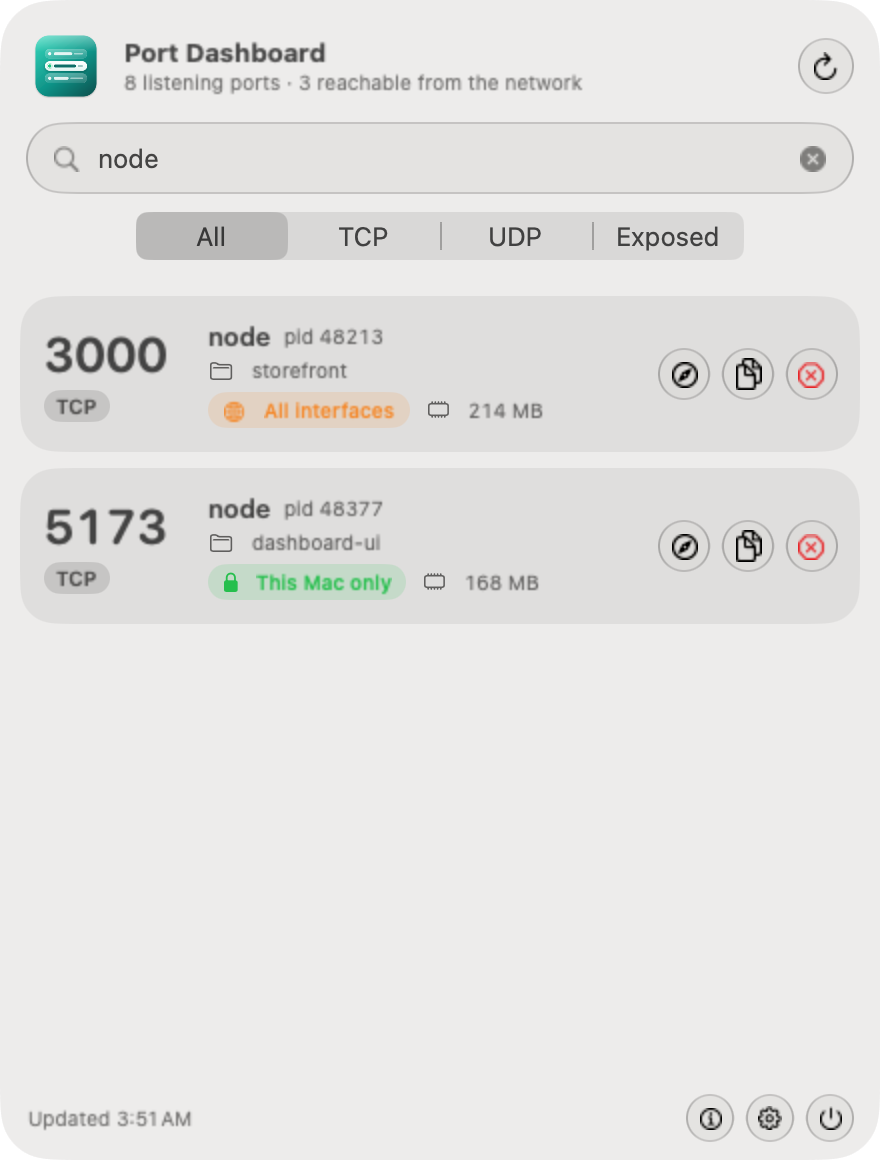 Port Dashboard
8 listening ports · 3 reachable from the network
node
All
TCP
UDP
Exposed
3000
TCP
node pid 48213
storefront
All interfaces
214 MB
5173
TCP
node pid 48377
dashboard-ui
This Mac only
168 MB
Updated 3:51 AM